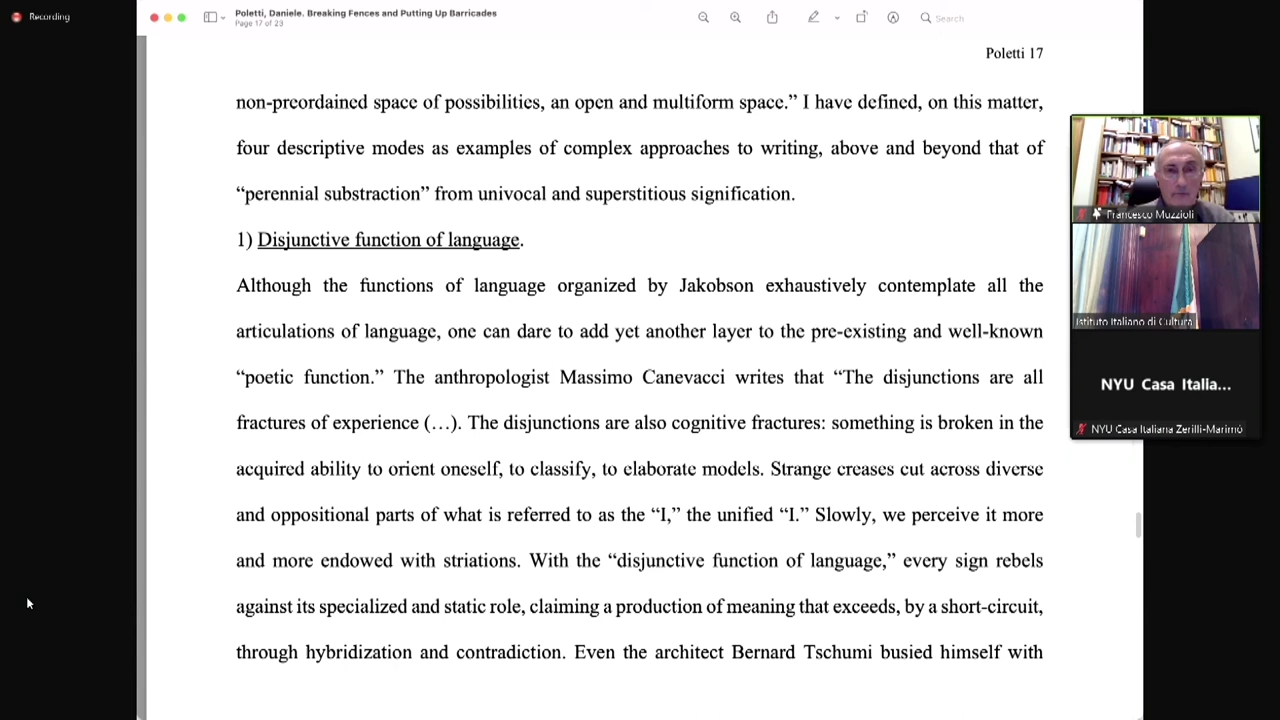 Recording
Poletti, Daniele. Breaking Fences and Putting Up Barricades
Page 17 of 23
Search
Poletti 17
non-preordained space of possibilities, an open and multiform space.” I have defined, on this matter,
four descriptive modes as examples of complex approaches to writing, above and beyond that of
“perennial substraction” from univocal and superstitious signification.
1) Disjunctive function of language.
Although the functions of language organized by Jakobson exhaustively contemplate all the
articulations of language, one can dare to add yet another layer to the pre-existing and well-known
“poetic function.” The anthropologist Massimo Canevacci writes that “The disjunctions are all
fractures of experience (…). The disjunctions are also cognitive fractures: something is broken in the
acquired ability to orient oneself, to classify, to elaborate models. Strange creases cut across diverse
and oppositional parts of what is referred to as the “I,” the unified “I.” Slowly, we perceive it more
and more endowed with striations. With the “disjunctive function of language,” every sign rebels
against its specialized and static role, claiming a production of meaning that exceeds, by a short-circuit,
through hybridization and contradiction. Even the architect Bernard Tschumi busied himself with
Francesco Muzzioli
Istituto Italiano di Cultura
NYU Casa Italia...
NYU Casa Italiana Zerilli-Marimò